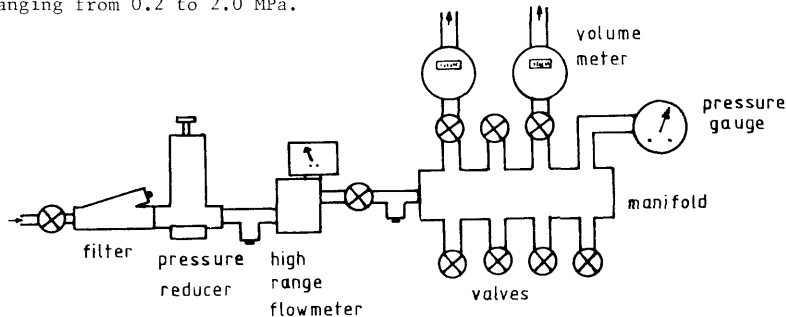 anging from 0.2 to 2.0 MPa.
volume
meter
pressure
gauge
manifold
filter
pressure
reducer
high
range
flowmeter
valves